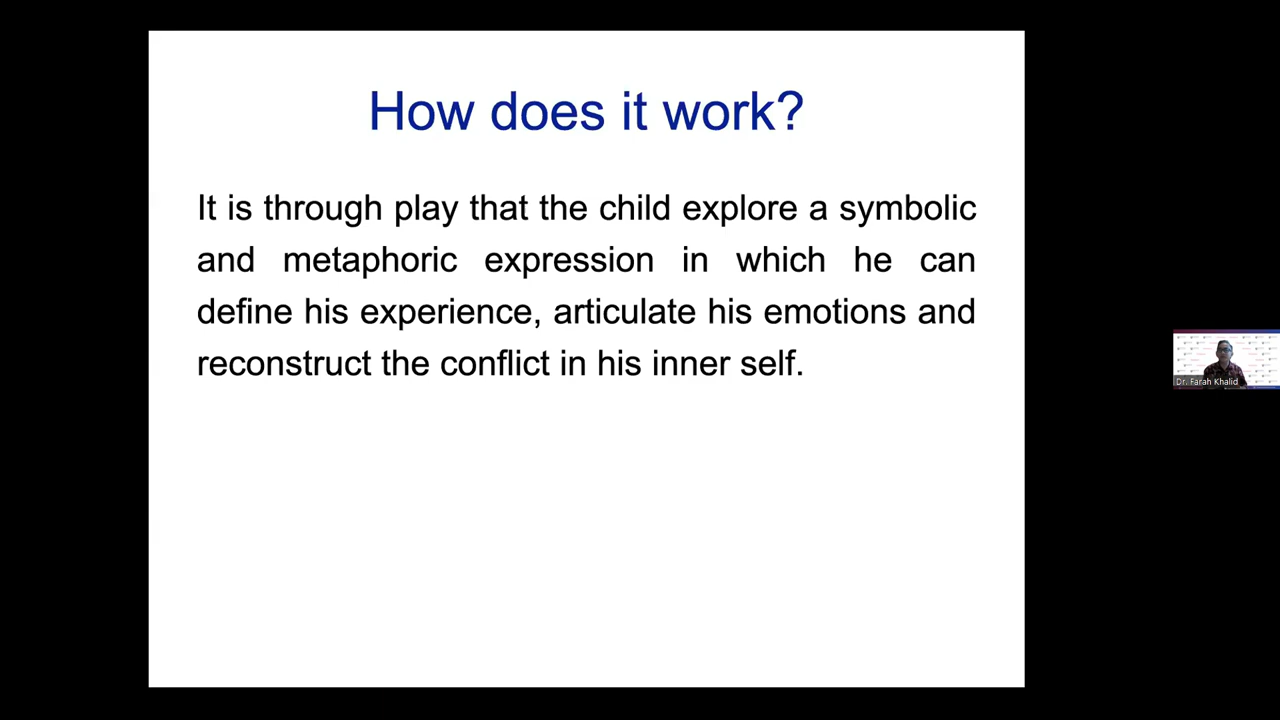 How does it work?
It is through play that the child explore a symbolic
and metaphoric expression in which he can
define his experience, articulate his emotions and
reconstruct the conflict in his inner self.
Dr. Farah Khalid